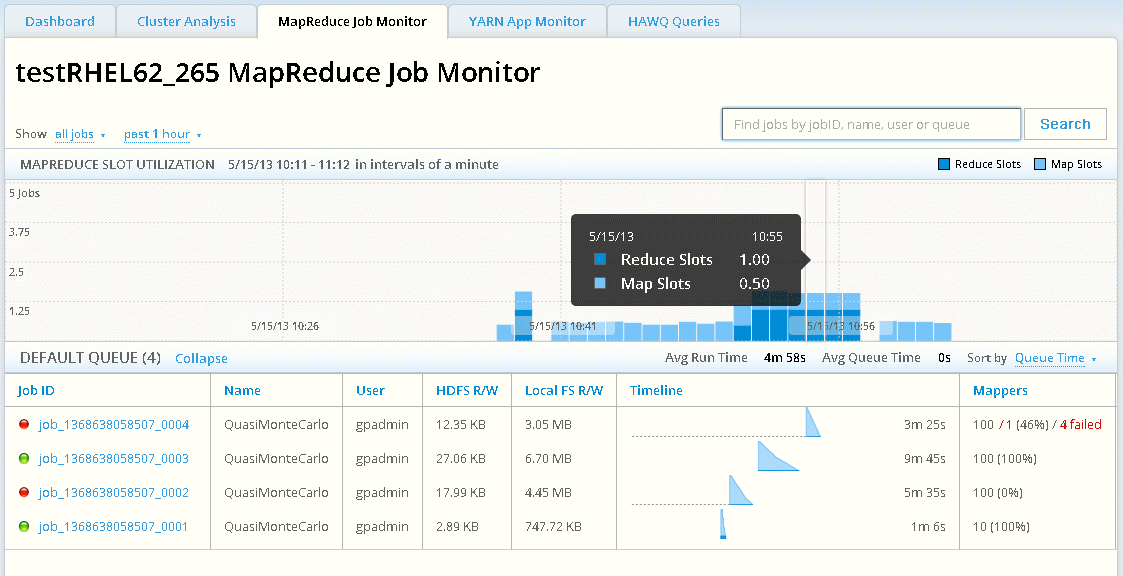 Dashboard Cluster Analysis MapReduce Job Monitor YARN App Monitor HAWQ Queries
testRHEL62_265 MapReduce Job Monitor
Show all jobs past 1 hour Find jobs by jobID, name, user or queue Search
MAPREDUCE SLOT UTILIZATION 5/15/13 10:11 - 11:12 in intervals of a minute Reduce Slots Map Slots
5 Jobs
3.75
2.5
1.25
5/15/13 10:55
Reduce Slots 1.00
Map Slots 0.50
5/15/13 10:26 5/15/13 10:41 5/15/13 10:56
DEFAULT QUEUE (4) Collapse Avg Run Time 4m 58s Avg Queue Time 0s Sort by Queue Time
Job ID Name User HDFS R/W Local FS R/W Timeline Mappers
job_1368638058507_0004 QuasiMonteCarlo gpadmin 12.35 KB 3.05 MB 3m 25s 100 / 1 (46%) / 4 failed
job_1368638058507_0003 QuasiMonteCarlo gpadmin 27.06 KB 6.70 MB 9m 45s 100 (100%)
job_1368638058507_0002 QuasiMonteCarlo gpadmin 17.99 KB 4.45 MB 5m 35s 100 (0%)
job_1368638058507_0001 QuasiMonteCarlo gpadmin 2.89 KB 747.72 KB 1m 6s 10 (100%)